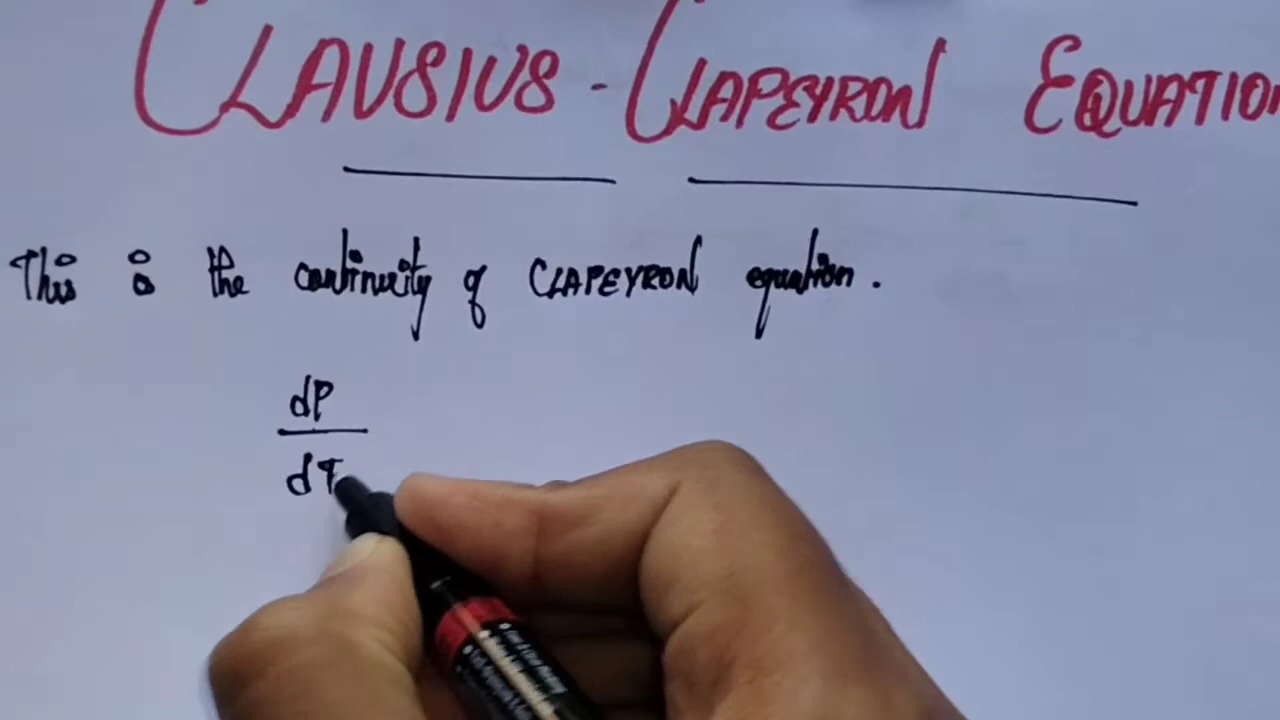 CLAUSIUS - CLAPEYRON EQUATION
This is the continuity of CLAPEYRON equation.
dP
dT